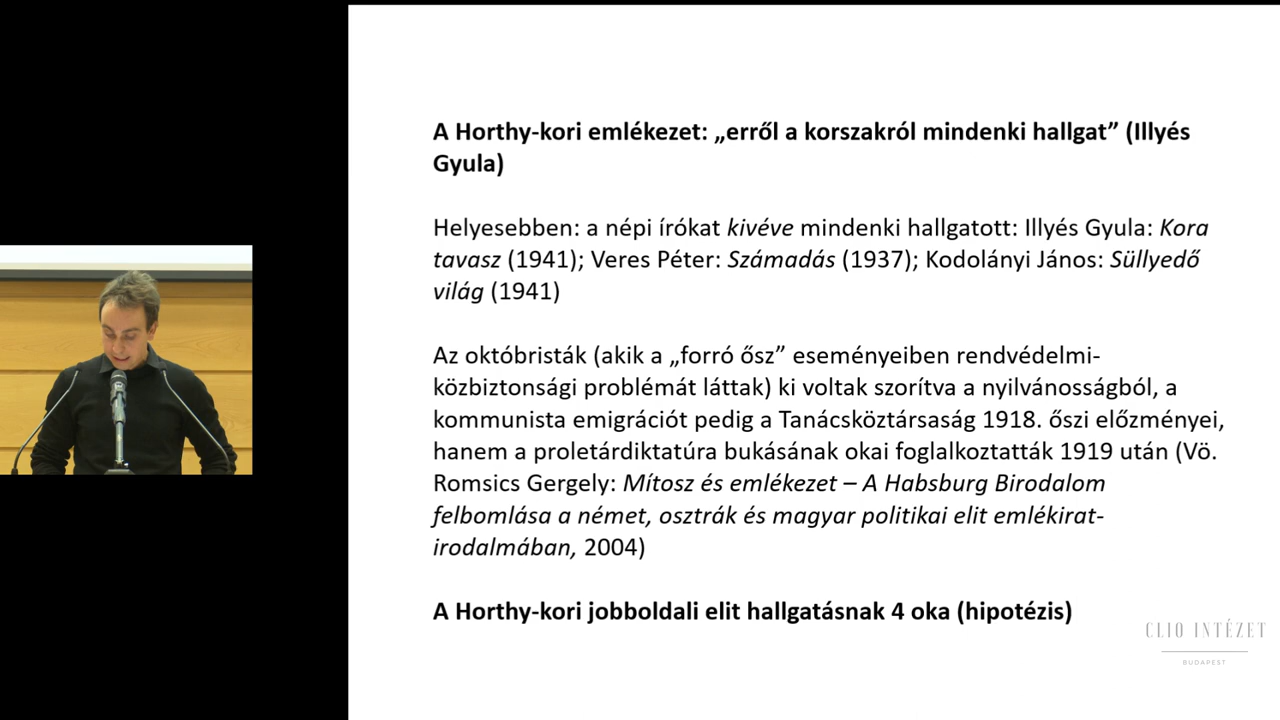 A Horthy-kori emlékezet: „erről a korszakról mindenki hallgat” (Illyés
Gyula)
Helyesebben: a népi írókat kivéve mindenki hallgatott: Illyés Gyula: Kora
tavasz (1941); Veres Péter: Számadás (1937); Kodolányi János: Süllyedő
világ (1941)
Az októbristák (akik a „forró ősz” eseményeiben rendvédelmi-
közbiztonsági problémát láttak) ki voltak szorítva a nyilvánosságból, a
kommunista emigrációt pedig a Tanácsköztársaság 1918. őszi előzményei,
hanem a proletárdiktatúra bukásának okai foglalkoztatták 1919 után (Vö.
Romsics Gergely: Mítosz és emlékezet – A Habsburg Birodalom
felbomlása a német, osztrák és magyar politikai elit emlékirat-
irodalmában, 2004)
A Horthy-kori jobboldali elit hallgatásnak 4 oka (hipotézis)
CLIO INTÉZET
BUDAPEST